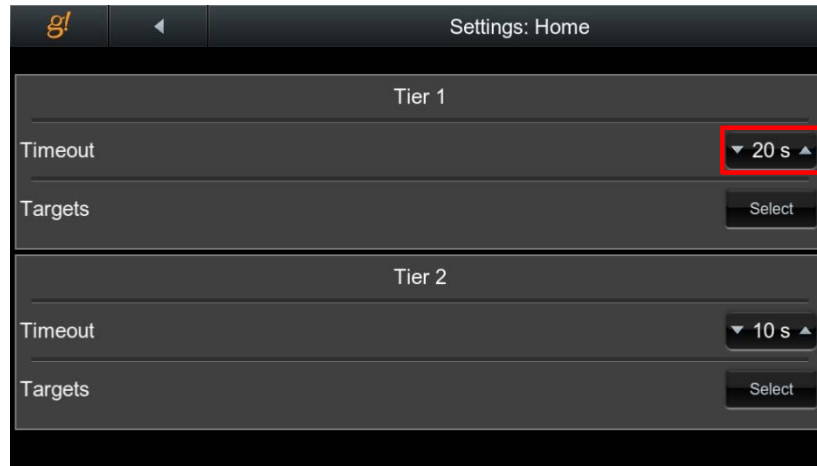 g! Settings: Home
Tier 1
Timeout 20 s
Targets Select
Tier 2
Timeout 10 s
Targets Select